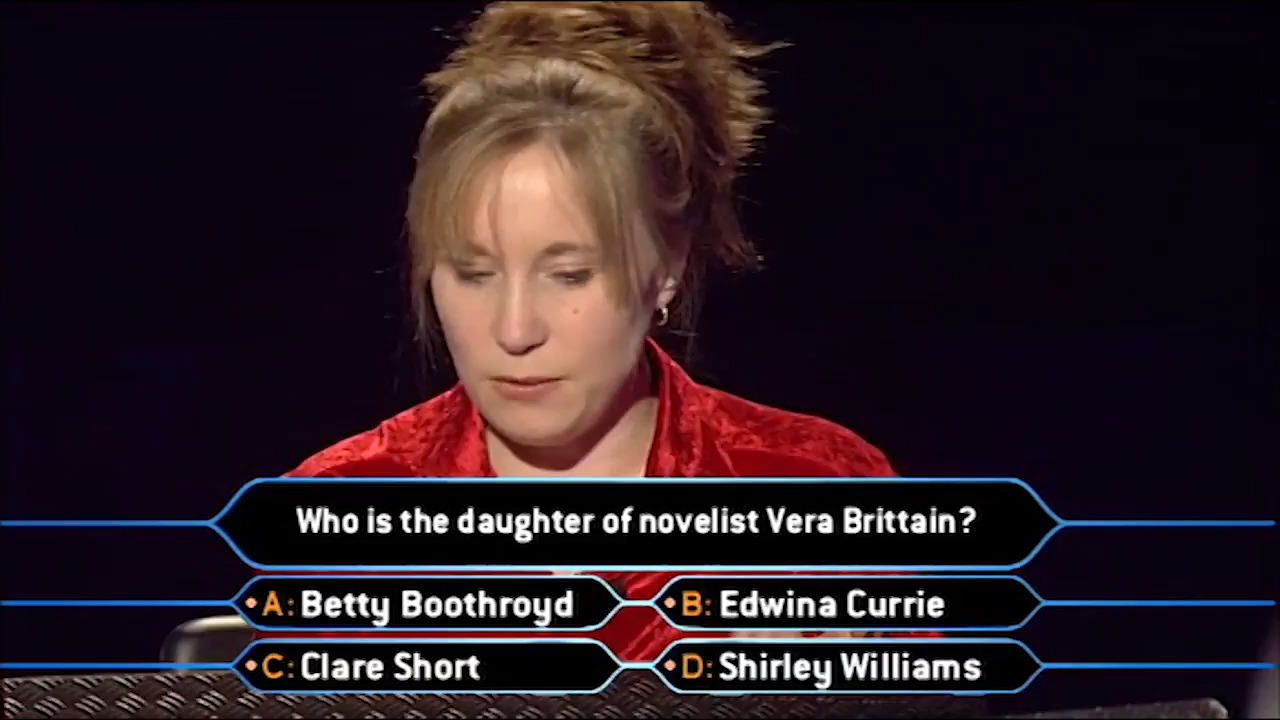 Who is the daughter of novelist Vera Brittain?
A: Betty Boothroyd
B: Edwina Currie
C: Clare Short
D: Shirley Williams